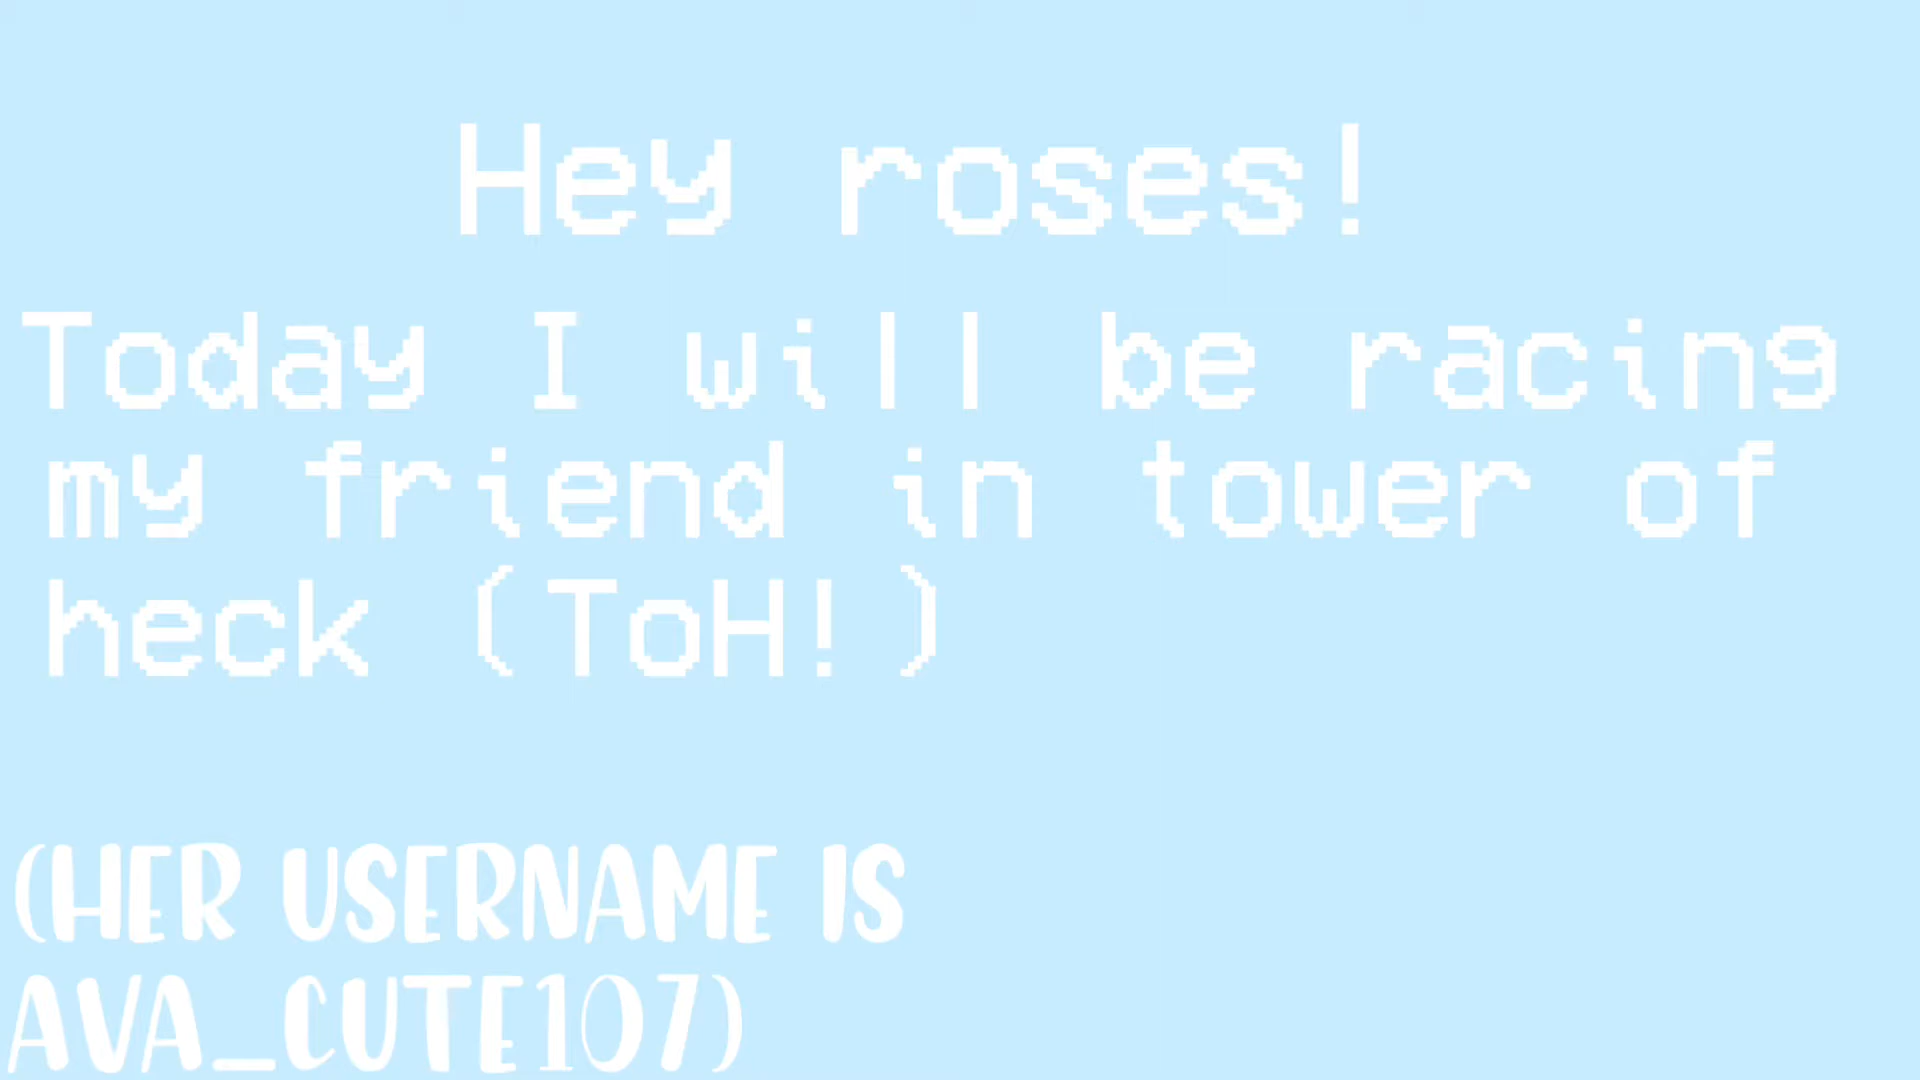 Hey roses!
Today I will be racing
my friend in tower of
heck (ToH!)
(HER USERNAME IS
AVA_CUTE107)